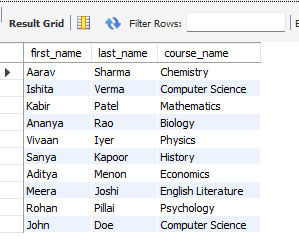 Result Grid Filter Rows:
first_name last_name course_name
Aarav Sharma Chemistry
Ishita Verma Computer Science
Kabir Patel Mathematics
Ananya Rao Biology
Vivaan Iyer Physics
Sanya Kapoor History
Aditya Menon Economics
Meera Joshi English Literature
Rohan Pillai Psychology
John Doe Computer Science